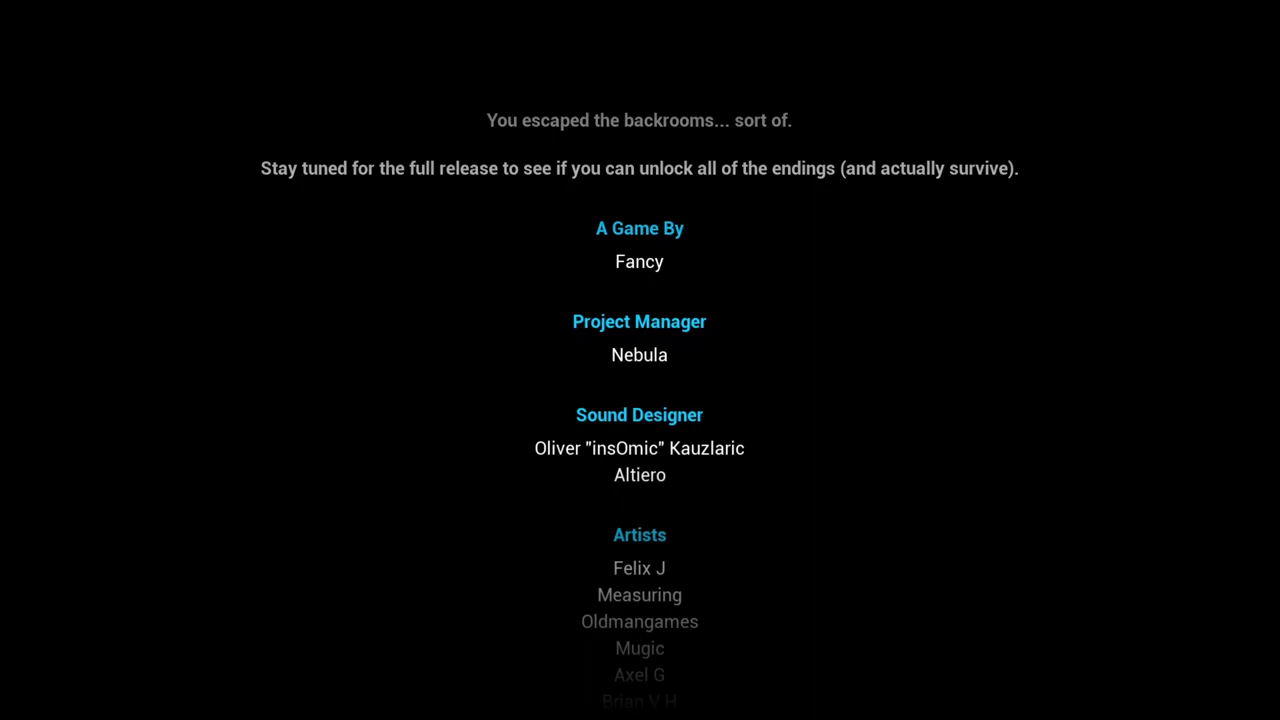 You escaped the backrooms... sort of.
Stay tuned for the full release to see if you can unlock all of the endings (and actually survive).
A Game By
Fancy
Project Manager
Nebula
Sound Designer
Oliver "insOmic" Kauzlaric
Altiero
Artists
Felix J
Measuring
Oldmangames
Mugic
Axel G
Brian V H